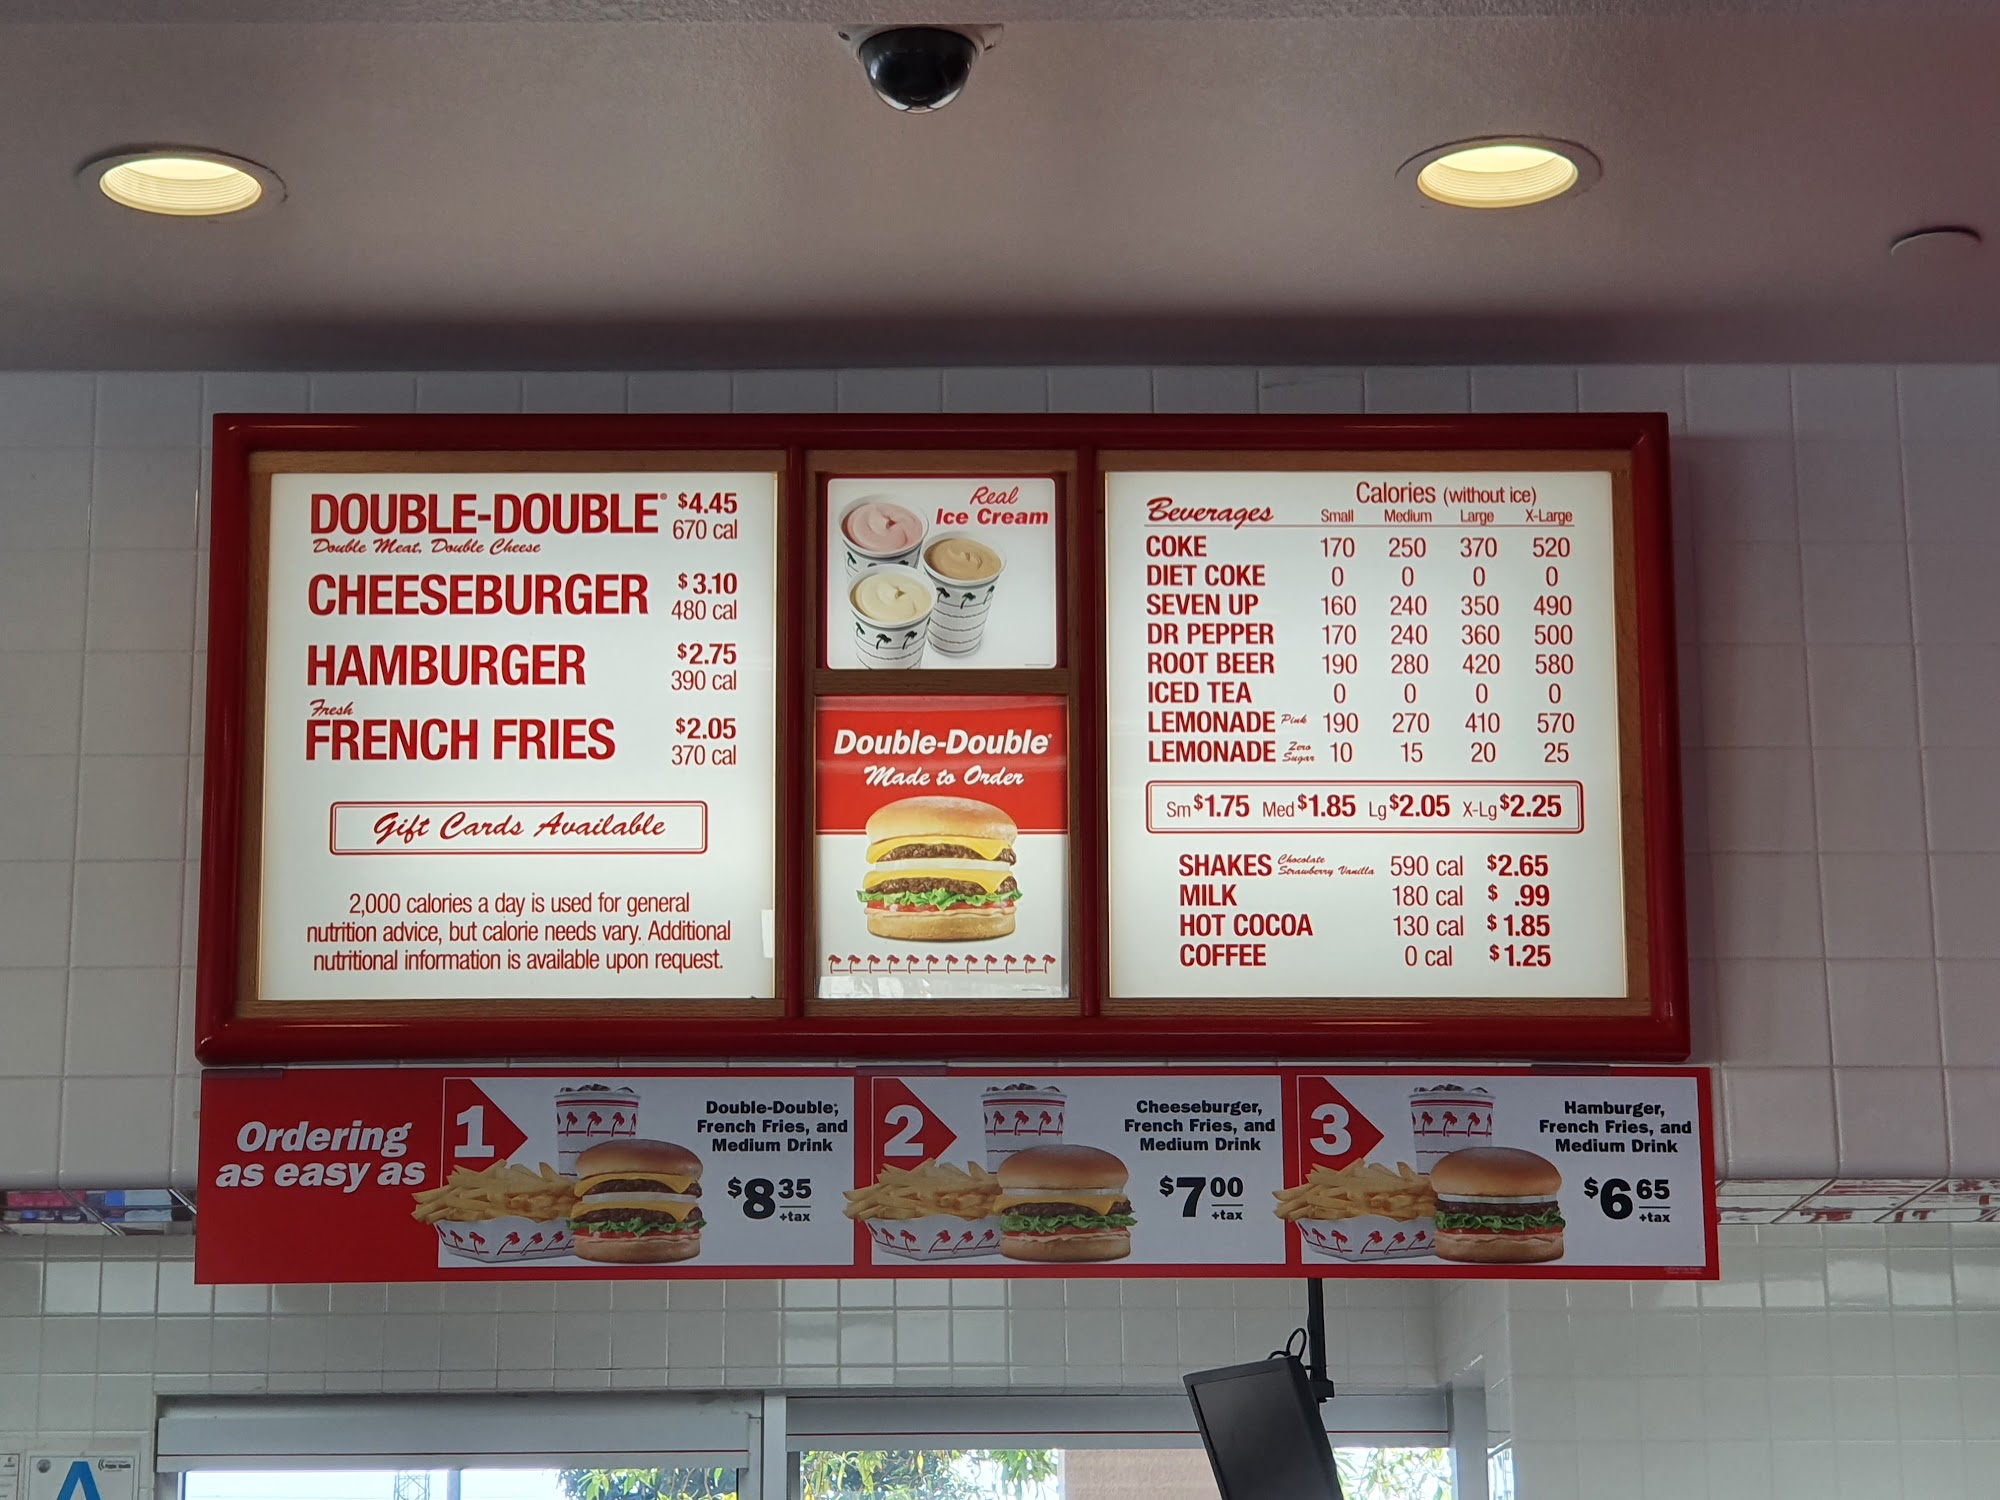 DOUBLE-DOUBLE® $4.45
Double Meat, Double Cheese 670 cal
CHEESEBURGER $3.10
480 cal
HAMBURGER $2.75
390 cal
Fresh
FRENCH FRIES $2.05
370 cal
Gift Cards Available
2,000 calories a day is used for general
nutrition advice, but calorie needs vary. Additional
nutritional information is available upon request.
Real
Ice Cream
Double-Double®
Made to Order
Calories (without ice)
Beverages Small Medium Large X-Large
COKE 170 250 370 520
DIET COKE 0 0 0 0
SEVEN UP 160 240 350 490
DR PEPPER 170 240 360 500
ROOT BEER 190 280 420 580
ICED TEA 0 0 0 0
LEMONADE Pink 190 270 410 570
LEMONADE Zero Sugar 10 15 20 25
Sm $1.75 Med $1.85 Lg $2.05 X-Lg $2.25
SHAKES Chocolate Strawberry Vanilla 590 cal $2.65
MILK 180 cal $ .99
HOT COCOA 130 cal $1.85
COFFEE 0 cal $1.25
Ordering
as easy as
1
Double-Double,®
French Fries, and
Medium Drink
$8 35
+tax
2
Cheeseburger,
French Fries, and
Medium Drink
$7 00
+tax
3
Hamburger,
French Fries, and
Medium Drink
$6 65
+tax
A